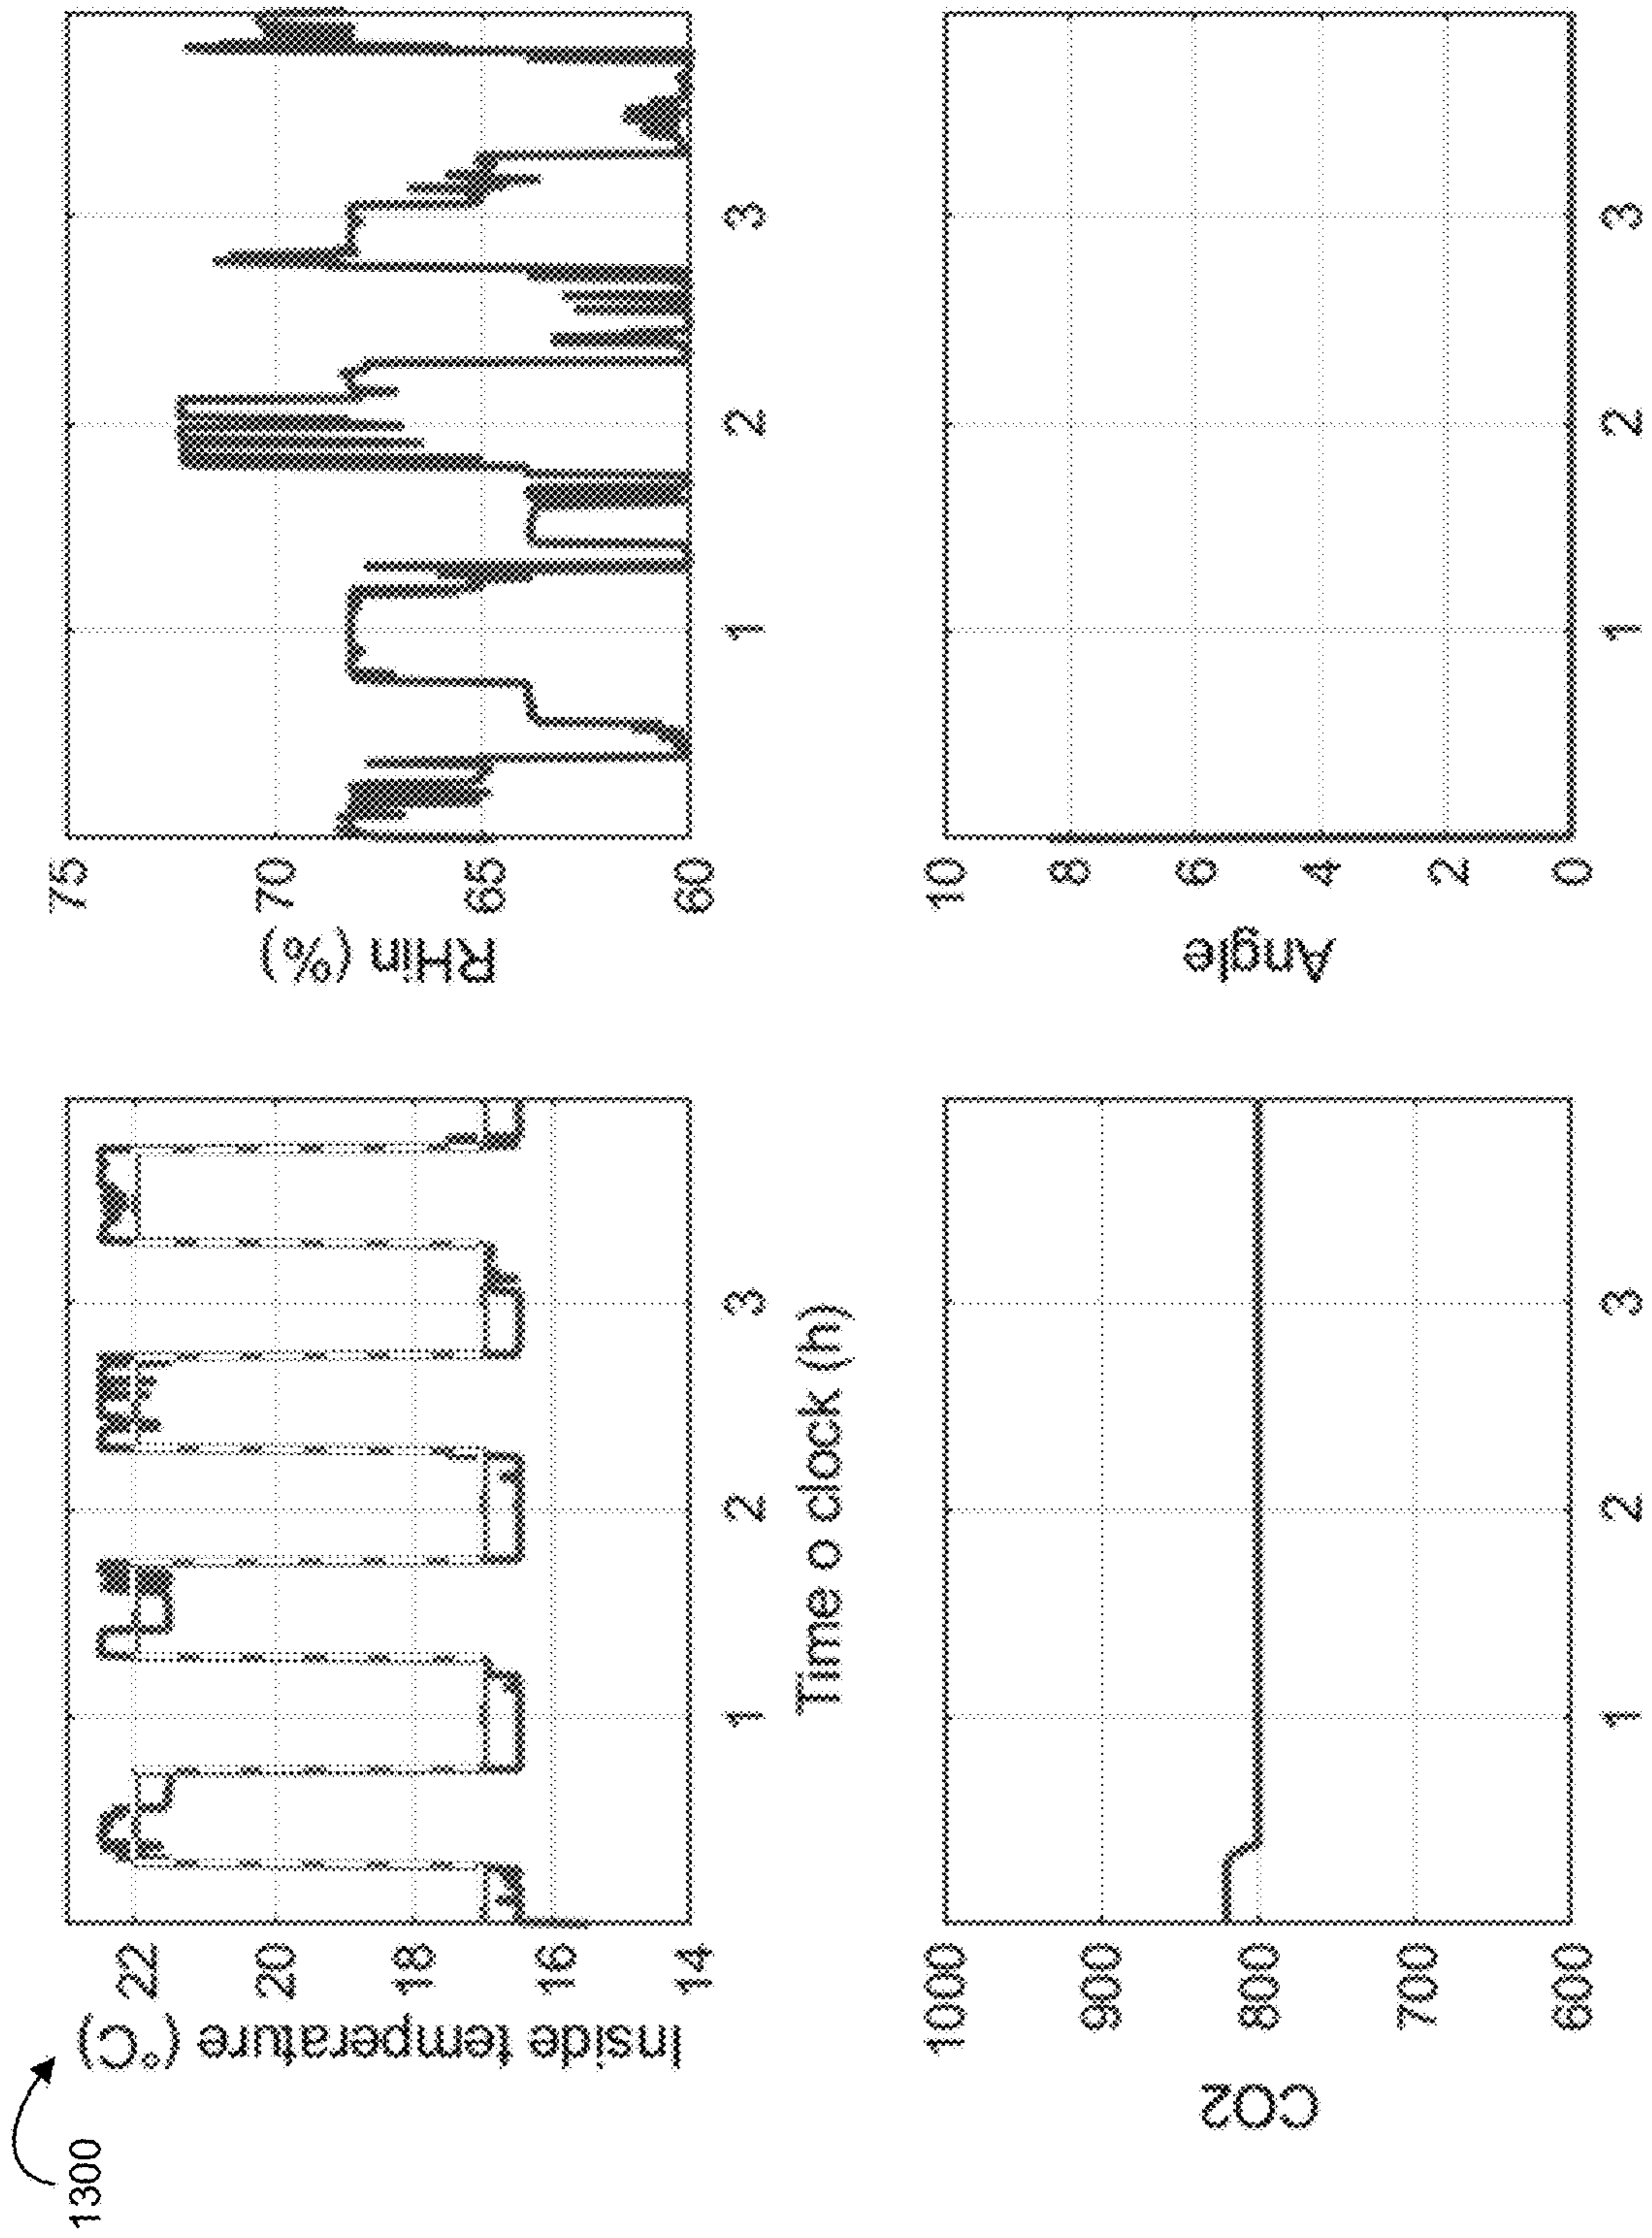 1300
Inside temperature (°C)
22
20
18
16
14
1 2 3
Time o clock (h)
RHin (%)
75
70
65
60
1 2 3
CO2
1000
900
800
700
600
1 2 3
Angle
10
8
6
4
2
0
1 2 3